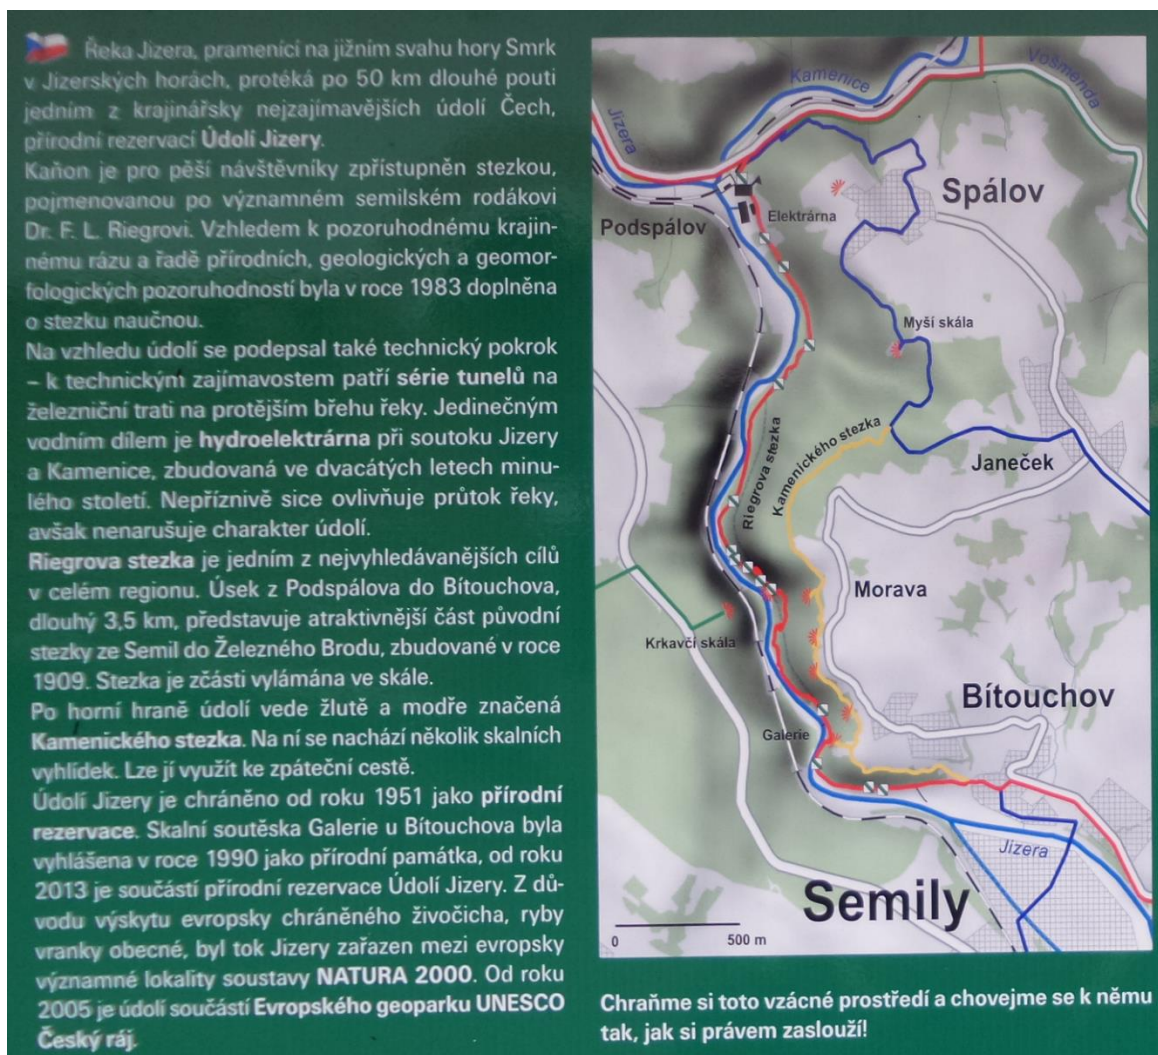 Řeka Jizera, pramenící na jižním svahu hory Smrk
v Jizerských horách, protéká po 50 km dlouhé pouti
jedním z krajinářsky nejzajímavějších údolí Čech,
přírodní rezervací Údolí Jizery.
Kaňon je pro pěší návštěvníky zpřístupněn stezkou,
pojmenovanou po významném semilském rodákovi
Dr. F. L. Riegrovi. Vzhledem k pozoruhodnému krajin-
nému rázu a řadě přírodních, geologických a geomor-
fologických pozoruhodností byla v roce 1983 doplněna
o stezku naučnou.
Na vzhledu údolí se podepsal také technický pokrok
– k technickým zajímavostem patří série tunelů na
železniční trati na protějším břehu řeky. Jedinečným
vodním dílem je hydroelektrárna při soutoku Jizery
a Kamenice, zbudovaná ve dvacátých letech minu-
lého století. Nepříznivě sice ovlivňuje průtok řeky,
avšak nenarušuje charakter údolí.
Riegrova stezka je jedním z nejvyhledávanějších cílů
v celém regionu. Úsek z Podspálova do Bítouchova,
dlouhý 3,5 km, představuje atraktivnější část původní
stezky ze Semil do Železného Brodu, zbudované v roce
1909. Stezka je zčásti vylámána ve skále.
Po horní hraně údolí vede žlutě a modře značená
Kamenického stezka. Na ní se nachází několik skalních
vyhlídek. Lze jí využít ke zpáteční cestě.
Údolí Jizery je chráněno od roku 1951 jako přírodní
rezervace. Skalní soutěska Galerie u Bítouchova byla
vyhlášena v roce 1990 jako přírodní památka, od roku
2013 je součástí přírodní rezervace Údolí Jizery. Z dů-
vodu výskytu evropsky chráněného živočicha, ryby
vranky obecné, byl tok Jizery zařazen mezi evropsky
významné lokality soustavy NATURA 2000. Od roku
2005 je údolí součástí Evropského geoparku UNESCO
Český ráj.
Kamenice
Vošmenda
Jizera
Spálov
Elektrárna
Podspálov
Myší skála
Kamenického stezka
Riegrova stezka
Janeček
Morava
Krkavčí skála
Bítouchov
Galerie
Jizera
Semily
0 500 m
Chraňme si toto vzácné prostředí a chovejme se k němu
tak, jak si právem zaslouží!